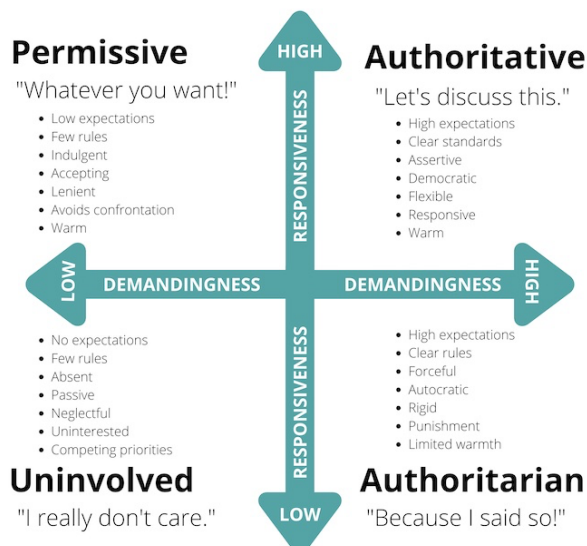 HIGH
RESPONSIVENESS
Permissive
"Whatever you want!"
Low expectations
Few rules
Indulgent
Accepting
Lenient
Avoids confrontation
Warm
Authoritative
"Let's discuss this."
High expectations
Clear standards
Assertive
Democratic
Flexible
Responsive
Warm
LOW
DEMANDINGNESS
DEMANDINGNESS
HIGH
No expectations
Few rules
Absent
Passive
Neglectful
Uninterested
Competing priorities
Uninvolved
"I really don't care."
RESPONSIVENESS
LOW
High expectations
Clear rules
Forceful
Autocratic
Rigid
Punishment
Limited warmth
Authoritarian
"Because I said so!"